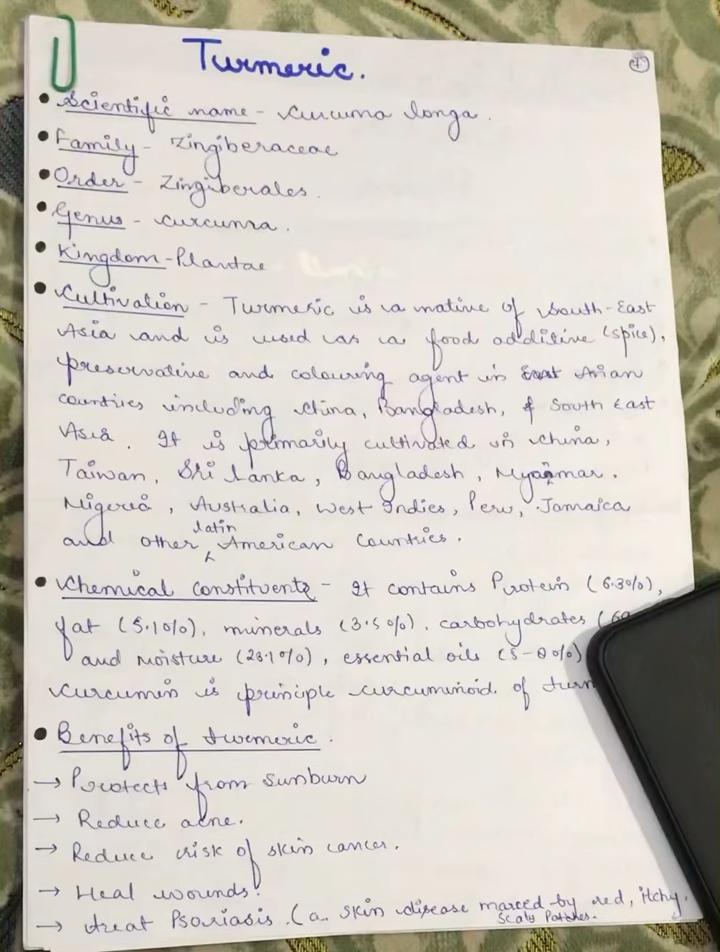 Turmeric.
Scientific name - Curcuma longa.
Family - Zingiberaceae
Order - Zingiberales.
Genus - curcuma.
Kingdom - Plantae
Cultivation - Turmeric is a native of South-East
Asia and is used as a food additive (spice),
preservative and colouring agent in Asian
countries including China, Bangladesh, & South East
Asia. It is primarily cultivated in China,
Taiwan, Sri Lanka, Bangladesh, Myanmar,
Nigeria, Australia, West Indies, Peru, Jamaica
and other latin American Countries.
Chemical constituents - It contains Protein (6.3%),
fat (5.1%), minerals (3.5%), carbohydrates
and Moisture (23.1%), essential oils
Curcumin is principle curcuminoid of
Benefits of turmeric.
→ Protects from Sunburn
→ Reduce acne.
→ Reduce risk of skin cancer.
→ Heal wounds.
→ treat Psoriasis. (a skin disease by red, itchy,
Scaly